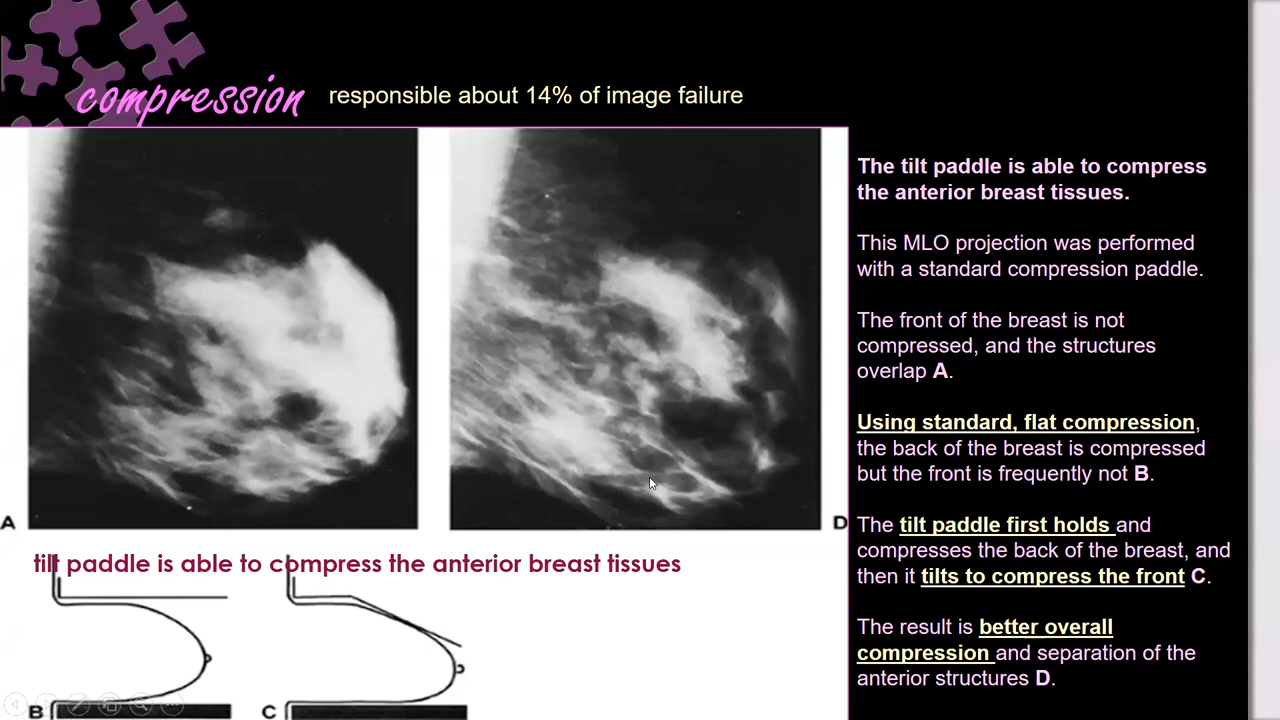 compression
responsible about 14% of image failure
The tilt paddle is able to compress
the anterior breast tissues.
This MLO projection was performed
with a standard compression paddle.
The front of the breast is not
compressed, and the structures
overlap A.
Using standard, flat compression,
the back of the breast is compressed
but the front is frequently not B.
The tilt paddle first holds and
compresses the back of the breast, and
then it tilts to compress the front C.
The result is better overall
compression and separation of the
anterior structures D.
A
D
tilt paddle is able to compress the anterior breast tissues
B
C